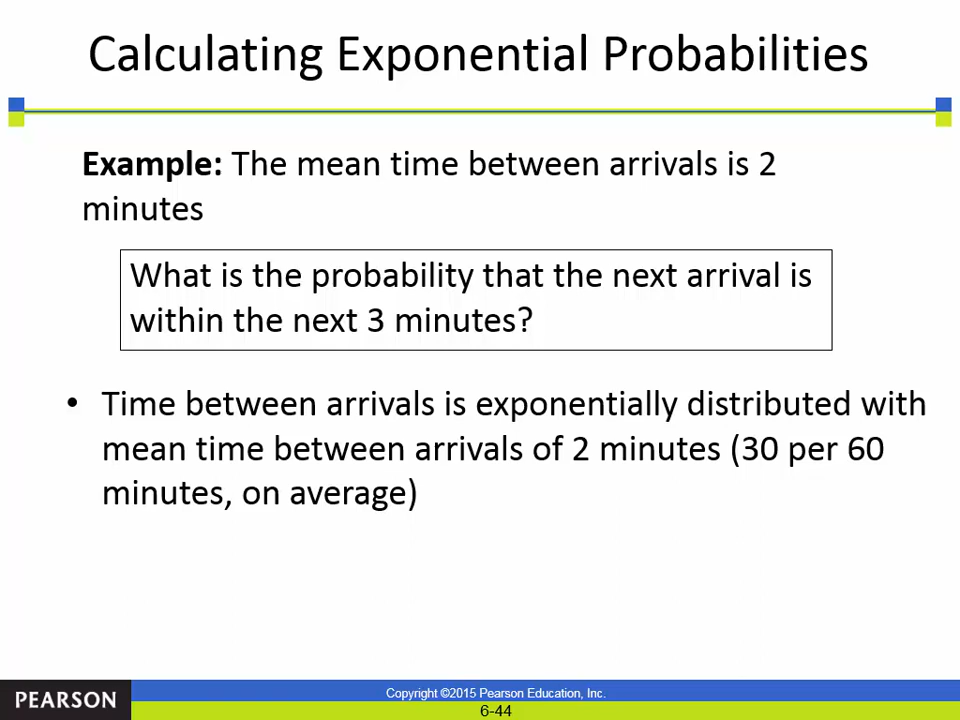 Calculating Exponential Probabilities
Example: The mean time between arrivals is 2
minutes
What is the probability that the next arrival is
within the next 3 minutes?
• Time between arrivals is exponentially distributed with
mean time between arrivals of 2 minutes (30 per 60
minutes, on average)
PEARSON
Copyright ©2015 Pearson Education, Inc.
6-44